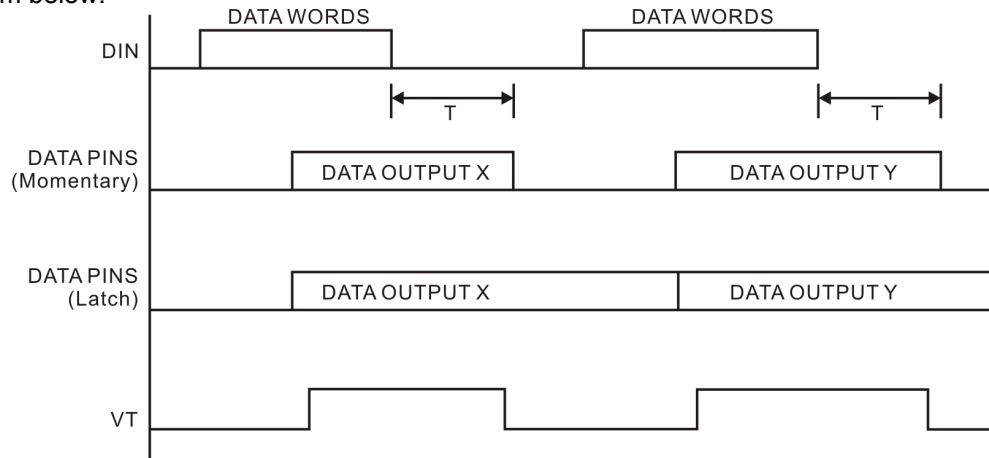 m below:
DATA WORDS DATA WORDS
DIN
T T
DATA PINS
(Momentary)
DATA OUTPUT X DATA OUTPUT Y
DATA PINS
(Latch)
DATA OUTPUT X DATA OUTPUT Y
VT